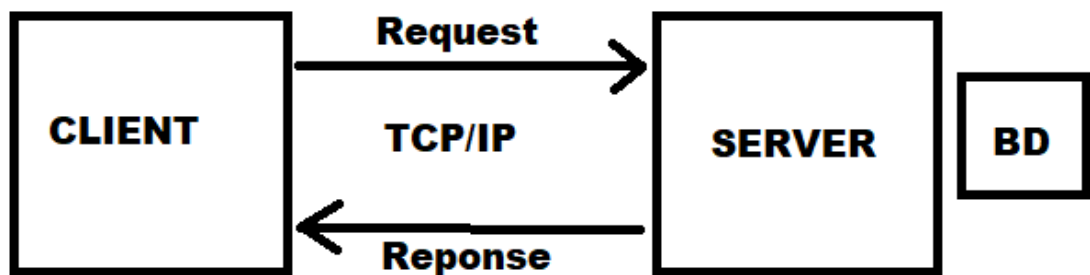 Request
CLIENT
TCP/IP
SERVER
BD
Reponse